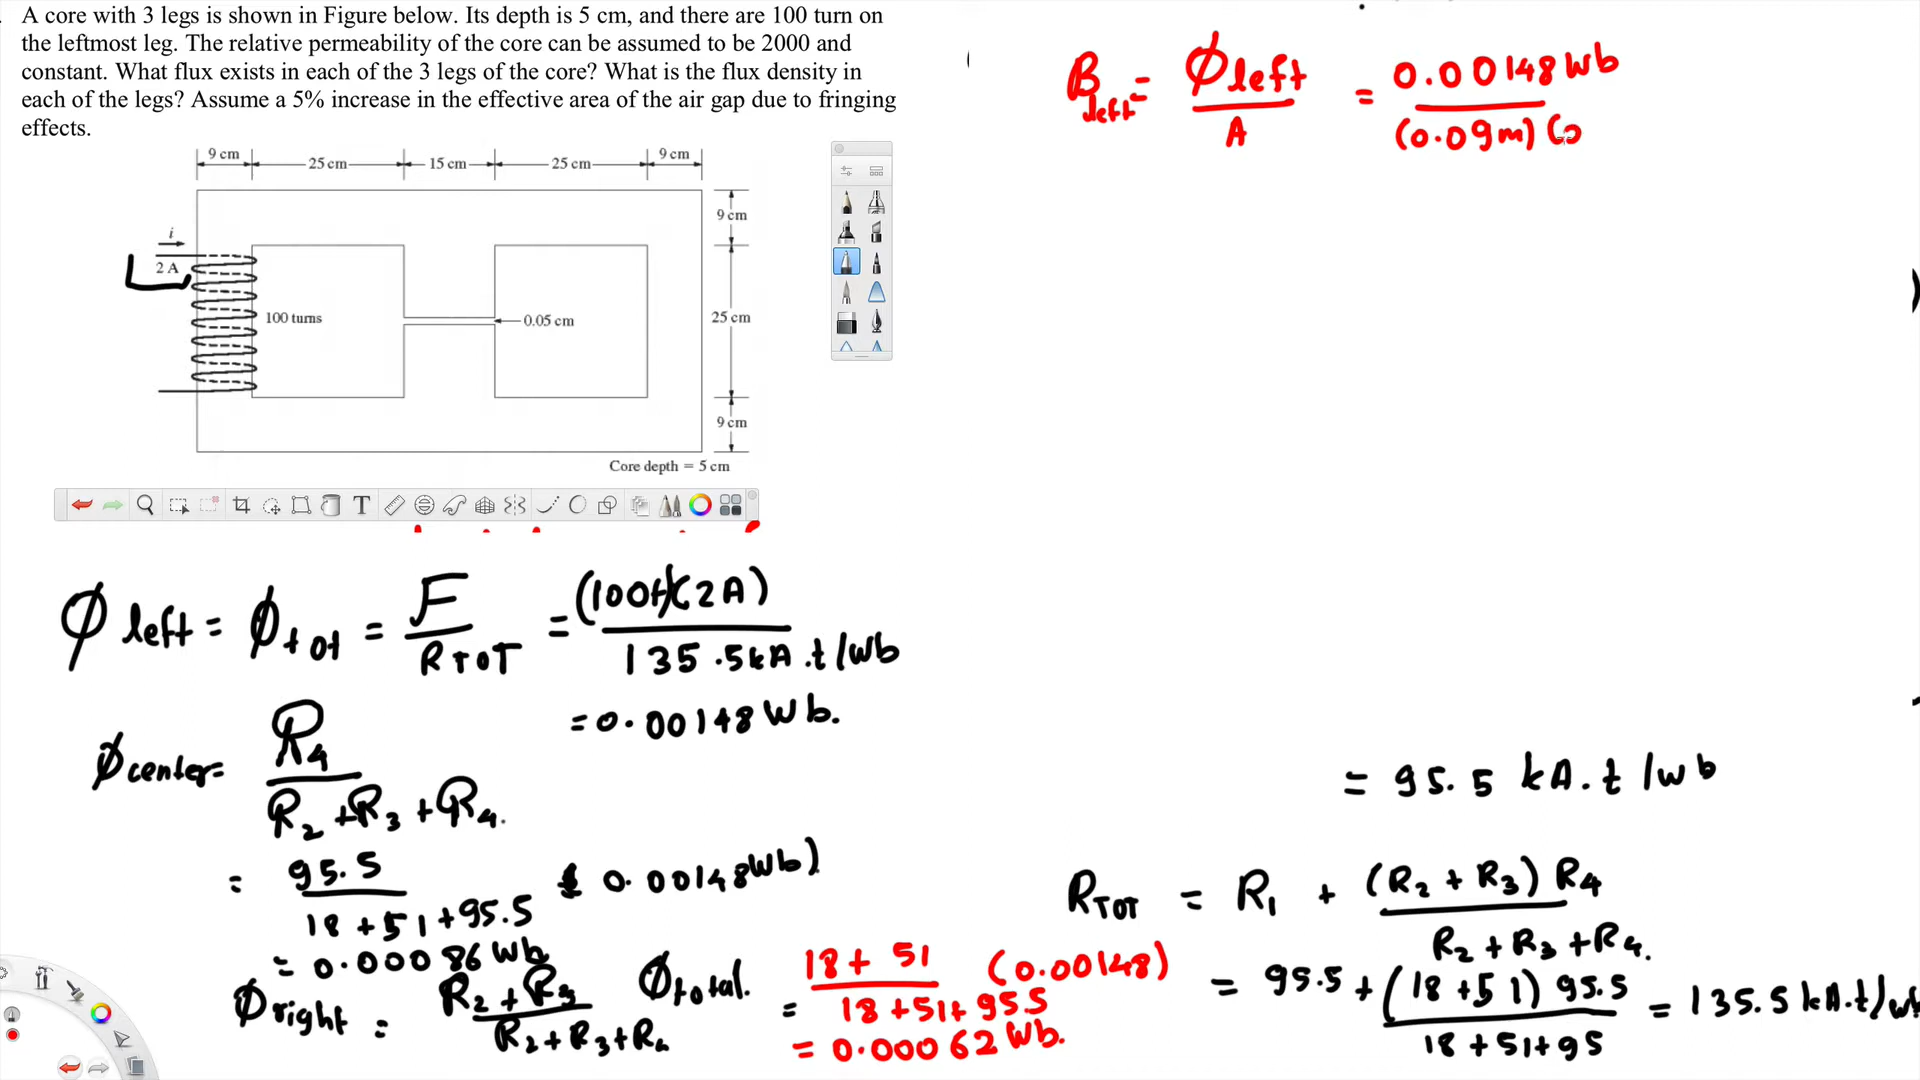 A core with 3 legs is shown in Figure below. Its depth is 5 cm, and there are 100 turn on
the leftmost leg. The relative permeability of the core can be assumed to be 2000 and
constant. What flux exists in each of the 3 legs of the core? What is the flux density in
each of the legs? Assume a 5% increase in the effective area of the air gap due to fringing
effects.
9 cm 25 cm 15 cm 25 cm 9 cm
9 cm
i
2 A
100 turns
0.05 cm
25 cm
9 cm
Core depth = 5 cm
T
B left = Ø left / A = 0.00148 Wb / (0.09m) (0
Ø left = Ø tot = F / R TOT = (100t)(2A) / 135.5kA.t/Wb
= 0.00148 Wb.
Ø center = R4 / R2 + R3 + R4.
= 95.5 / 18 + 51 + 95.5 ( 0.00148 Wb)
= 0.00086 Wb
Ø right = R2 + R3 / R2 + R3 + R4 Ø total.
= 18 + 51 / 18 + 51 + 95.5 (0.00148)
= 0.00062 Wb.
= 95.5 kA.t /wb
R TOT = R1 + (R2 + R3) R4 / R2 + R3 + R4.
= 95.5 + (18 + 51) 95.5 / 18 + 51 + 95 = 135.5 kA.t/wb